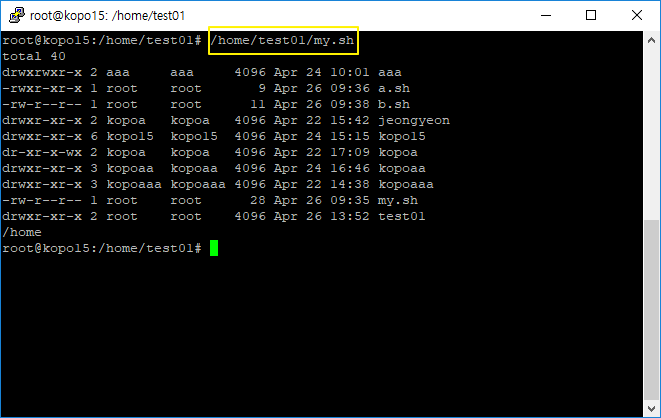 root@kopo15: /home/test01
root@kopo15:/home/test01# /home/test01/my.sh
total 40
drwxrwxr-x 2 aaa    aaa     4096 Apr 24 10:01 aaa
-rwxr-xr-x 1 root   root       9 Apr 26 09:36 a.sh
-rw-r--r-- 1 root   root      11 Apr 26 09:38 b.sh
drwxr-xr-x 2 kopoa  kopoa   4096 Apr 22 15:42 jeongyeon
drwxr-xr-x 6 kopo15 kopo15  4096 Apr 24 15:15 kopo15
dr-xr-x-wx 2 kopoa  kopoa   4096 Apr 22 17:09 kopoa
drwxr-xr-x 3 kopoaa kopoaa  4096 Apr 24 16:46 kopoaa
drwxr-xr-x 3 kopoaaa kopoaaa 4096 Apr 22 14:38 kopoaaa
-rw-r--r-- 1 root   root      28 Apr 26 09:35 my.sh
drwxr-xr-x 2 root   root    4096 Apr 26 13:52 test01
/home
root@kopo15:/home/test01#